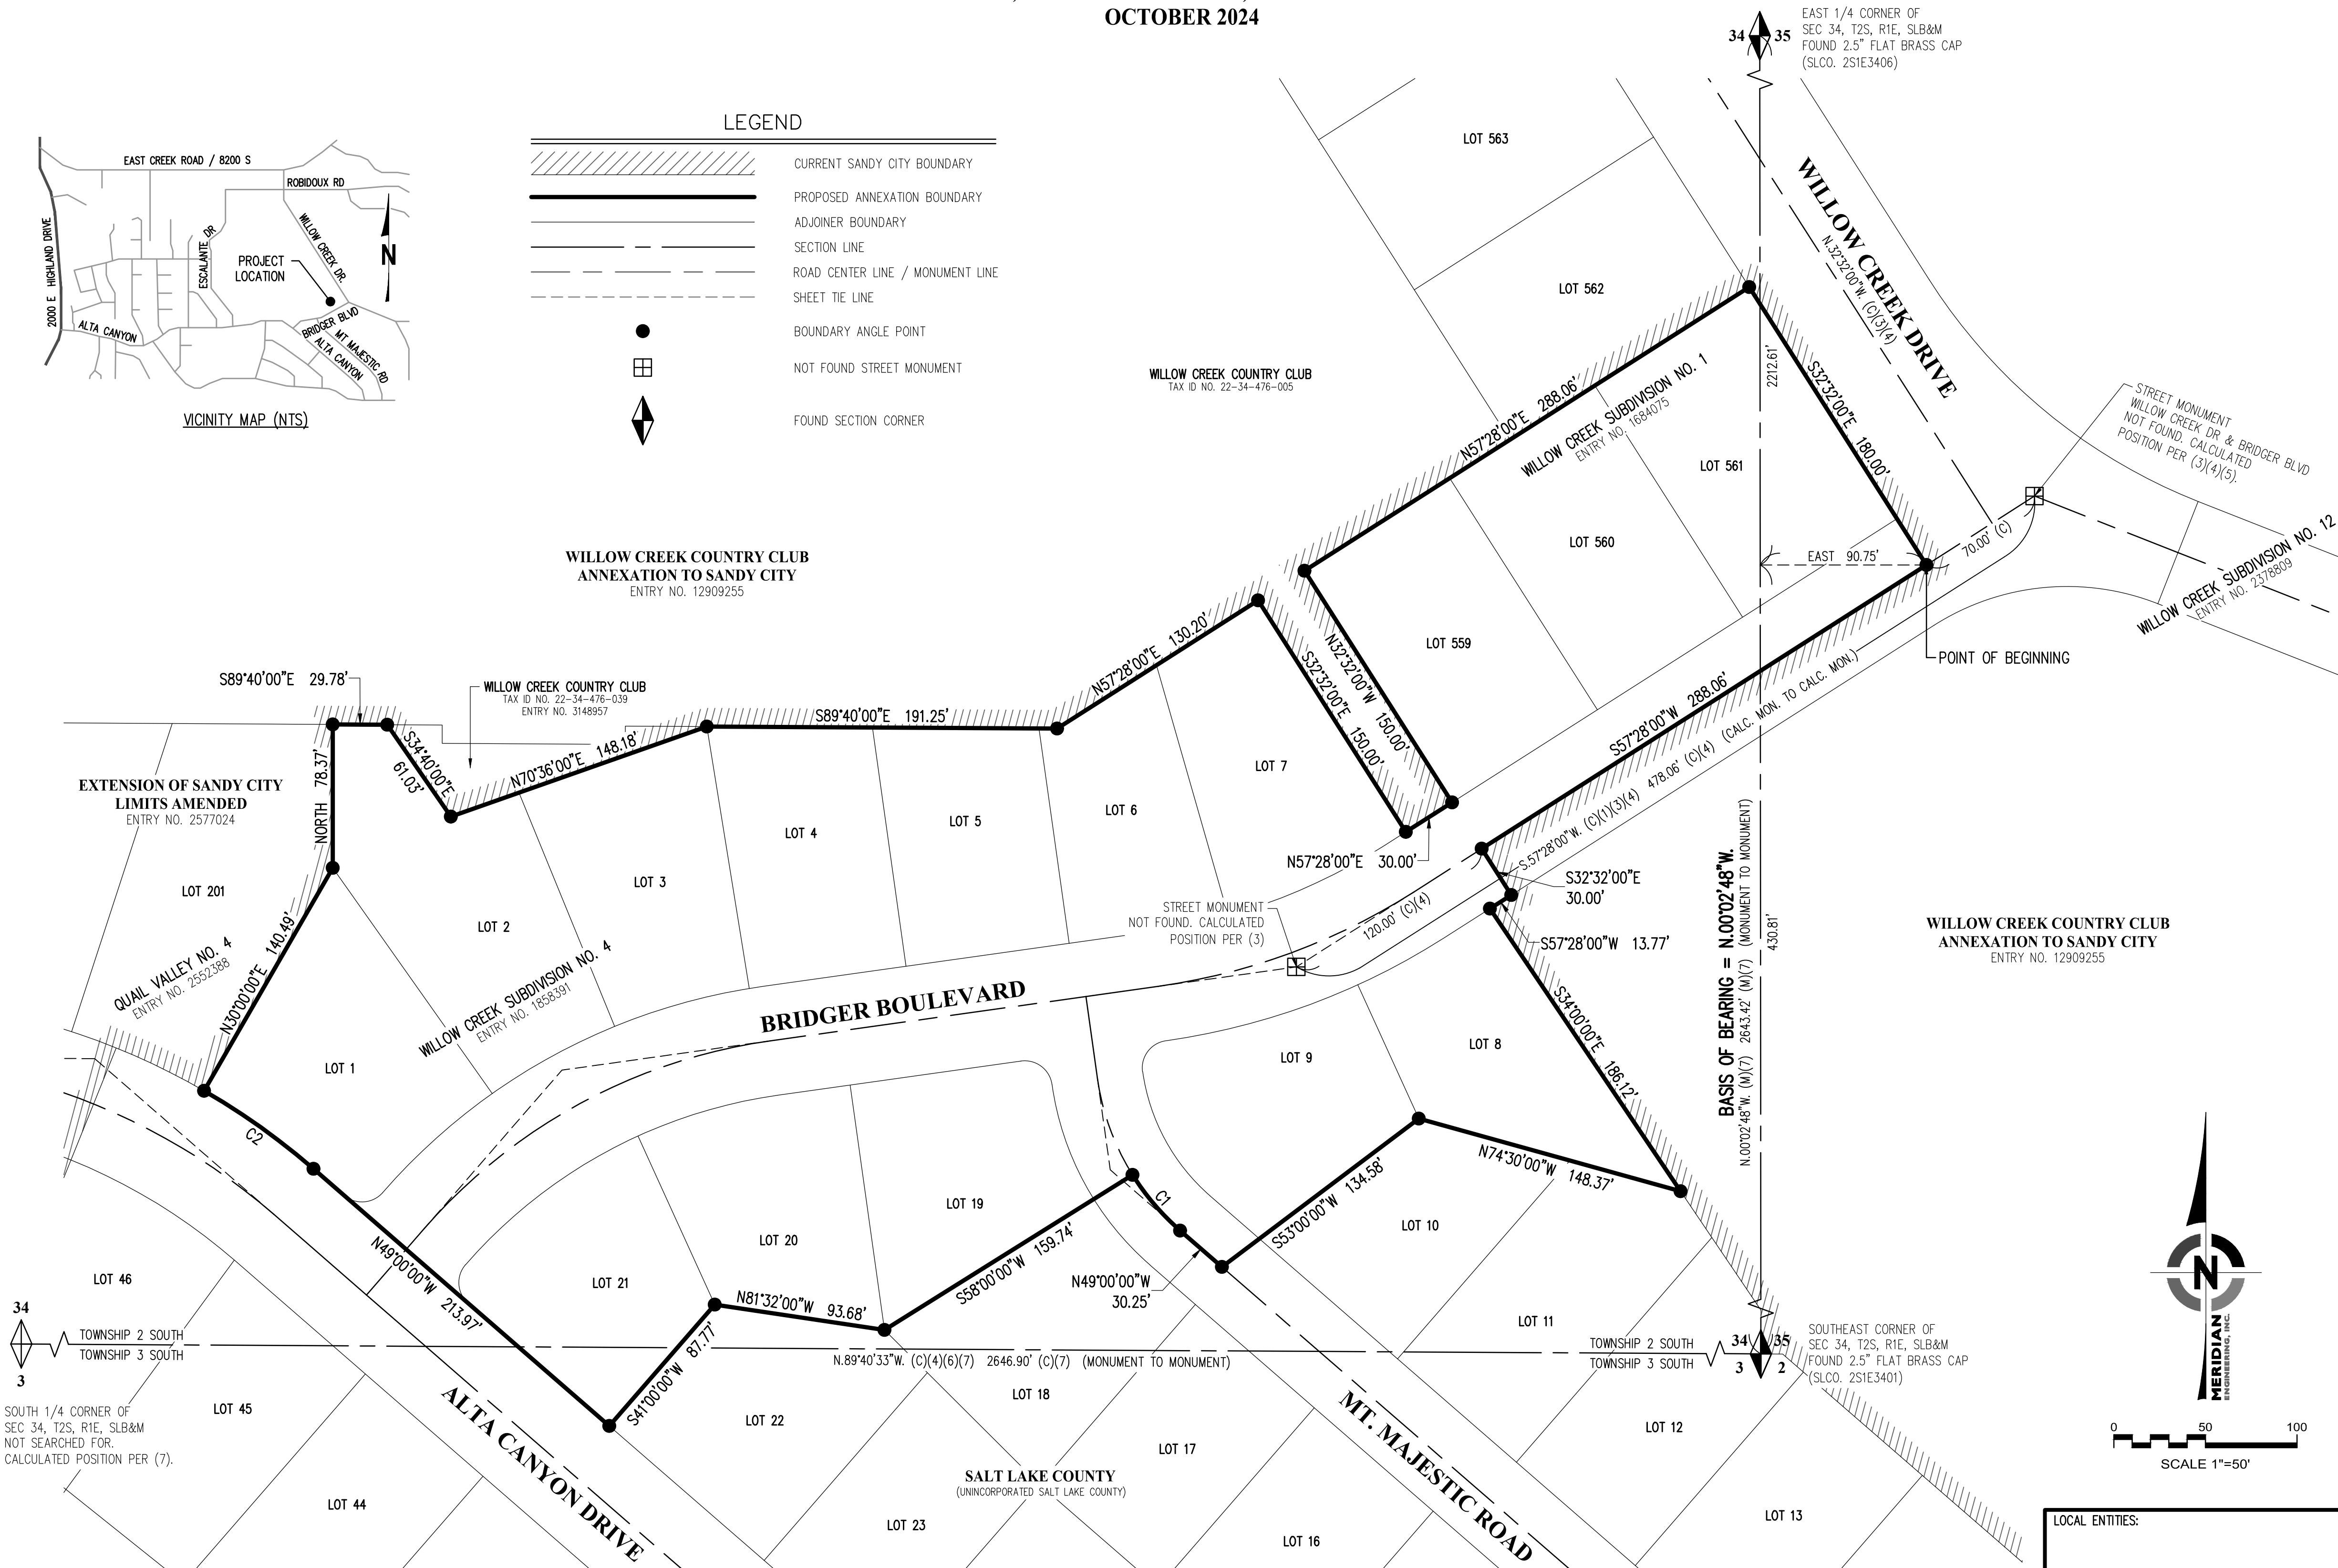 OCTOBER 2024
EAST 1/4 CORNER OF
SEC 34, T2S, R1E, SLB&M
FOUND 2.5" FLAT BRASS CAP
(SLCO. 2S1E3406)
34
35
EAST CREEK ROAD / 8200 S
ROBIDOUX RD
2000 E HIGHLAND DRIVE
ESCALANTE DR
WILLOW CREEK DR.
PROJECT
LOCATION
N
ALTA CANYON
BRIDGER BLVD
MT MAJESTIC RD
ALTA CANYON
VICINITY MAP (NTS)
LEGEND
CURRENT SANDY CITY BOUNDARY
PROPOSED ANNEXATION BOUNDARY
ADJOINER BOUNDARY
SECTION LINE
ROAD CENTER LINE / MONUMENT LINE
SHEET TIE LINE
BOUNDARY ANGLE POINT
NOT FOUND STREET MONUMENT
FOUND SECTION CORNER
LOT 563
LOT 562
WILLOW CREEK DRIVE
N.32°32'00"W. (C)(3)(4)
2212.61'
S32°32'00"E 180.00'
WILLOW CREEK COUNTRY CLUB
TAX ID NO. 22-34-476-005
N57°28'00"E 288.06'
WILLOW CREEK SUBDIVISION NO. 1
ENTRY NO. 1684075
LOT 561
LOT 560
LOT 559
STREET MONUMENT
WILLOW CREEK DR & BRIDGER BLVD
NOT FOUND. CALCULATED
POSITION PER (3)(4)(5).
EAST 90.75'
70.00' (C)
WILLOW CREEK SUBDIVISION NO. 12
ENTRY NO. 2378809
POINT OF BEGINNING
WILLOW CREEK COUNTRY CLUB
ANNEXATION TO SANDY CITY
ENTRY NO. 12909255
S89°40'00"E 29.78'
WILLOW CREEK COUNTRY CLUB
TAX ID NO. 22-34-476-039
ENTRY NO. 3148957
S34°40'00"E
61.03'
N70°36'00"E 148.18'
S89°40'00"E 191.25'
N57°28'00"E 130.20'
S32°32'00"E 150.00'
N32°32'00"W 150.00'
N57°28'00"E 30.00'
S57°28'00"W 288.06'
S.57°28'00"W. (C)(1)(3)(4) 478.06' (C)(4) (CALC. MON. TO CALC. MON.)
S32°32'00"E
30.00'
S57°28'00"W 13.77'
120.00' (C)(4)
STREET MONUMENT
NOT FOUND. CALCULATED
POSITION PER (3)
EXTENSION OF SANDY CITY
LIMITS AMENDED
ENTRY NO. 2577024
NORTH 78.37'
LOT 201
N30°00'00"E 140.49'
QUAIL VALLEY NO. 4
ENTRY NO. 2552388
LOT 1
LOT 2
LOT 3
LOT 4
LOT 5
LOT 6
LOT 7
WILLOW CREEK SUBDIVISION NO. 4
ENTRY NO. 1858391
BRIDGER BOULEVARD
BASIS OF BEARING = N.00°02'48"W.
N.00°02'48"W. (M)(7) 2643.42' (M)(7) (MONUMENT TO MONUMENT)
430.81'
WILLOW CREEK COUNTRY CLUB
ANNEXATION TO SANDY CITY
ENTRY NO. 12909255
S34°00'00"E 186.12'
LOT 8
LOT 9
N74°30'00"W 148.37'
S53°00'00"W 134.58'
LOT 10
LOT 11
C1
C2
N49°00'00"W
30.25'
S58°00'00"W 159.74'
LOT 19
LOT 20
LOT 21
N81°32'00"W 93.68'
S41°00'00"W 87.77'
N49°00'00"W 213.97'
LOT 46
34
3
TOWNSHIP 2 SOUTH
TOWNSHIP 3 SOUTH
N.89°40'33"W. (C)(4)(6)(7) 2646.90' (C)(7) (MONUMENT TO MONUMENT)
TOWNSHIP 2 SOUTH
TOWNSHIP 3 SOUTH
34
35
3
2
SOUTHEAST CORNER OF
SEC 34, T2S, R1E, SLB&M
FOUND 2.5" FLAT BRASS CAP
(SLCO. 2S1E3401)
SOUTH 1/4 CORNER OF
SEC 34, T2S, R1E, SLB&M
NOT SEARCHED FOR.
CALCULATED POSITION PER (7).
LOT 45
LOT 44
ALTA CANYON DRIVE
LOT 22
LOT 18
LOT 17
LOT 23
LOT 16
SALT LAKE COUNTY
(UNINCORPORATED SALT LAKE COUNTY)
MT. MAJESTIC ROAD
LOT 12
LOT 13
N
MERIDIAN
ENGINEERING, INC.
0 50 100
SCALE 1"=50'
LOCAL ENTITIES: